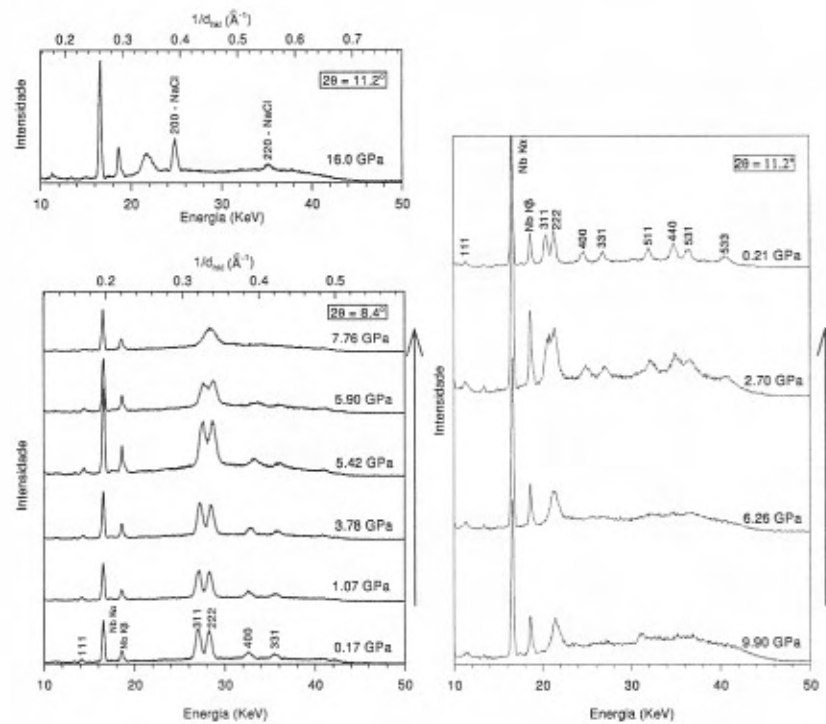 1/d_hkl (Å⁻¹)
0.2 0.3 0.4 0.5 0.6 0.7
Intensidade
2θ = 11.2°
200 - NaCl
220 - NaCl
16.0 GPa
10 20 30 40 50
Energia (KeV)
1/d_hkl (Å⁻¹)
0.2 0.3 0.4 0.5
Intensidade
2θ = 8.4°
7.76 GPa
5.90 GPa
5.42 GPa
3.78 GPa
1.07 GPa
0.17 GPa
111
Nb Kα
Nb Kβ
311
222
400
331
10 20 30 40 50
Energia (KeV)
Intensidade
2θ = 11.2°
111
Nb Kα
Nb Kβ
311
222
400
331
511
440
531
533
0.21 GPa
2.70 GPa
6.26 GPa
9.90 GPa
10 20 30 40 50
Energia (KeV)